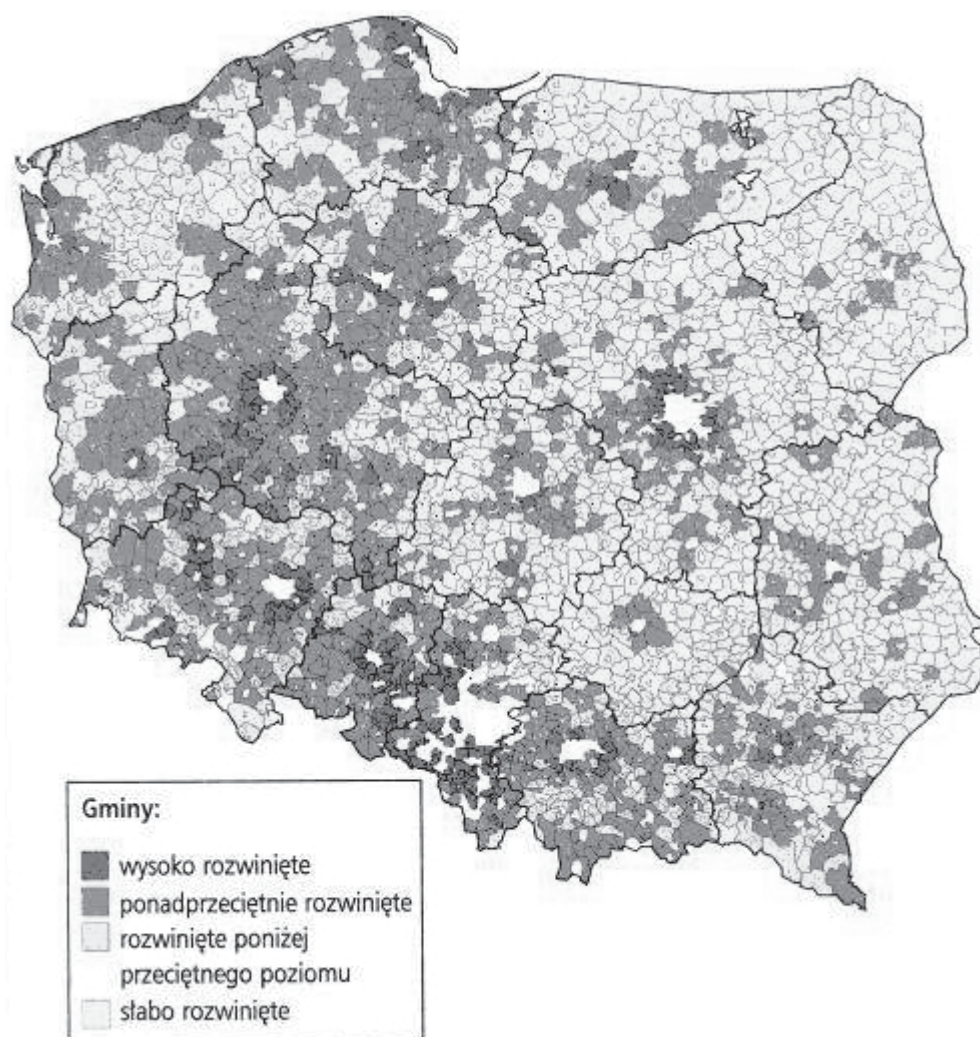 Gminy:
wysoko rozwinięte
ponadprzeciętnie rozwinięte
rozwinięte poniżej
przeciętnego poziomu
słabo rozwinięte